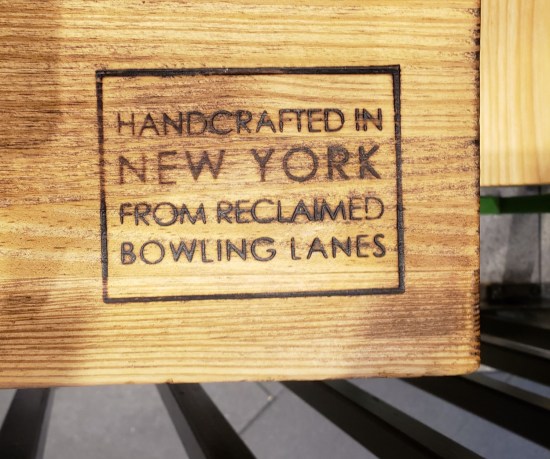 HANDCRAFTED IN
NEW YORK
FROM RECLAIMED
BOWLING LANES